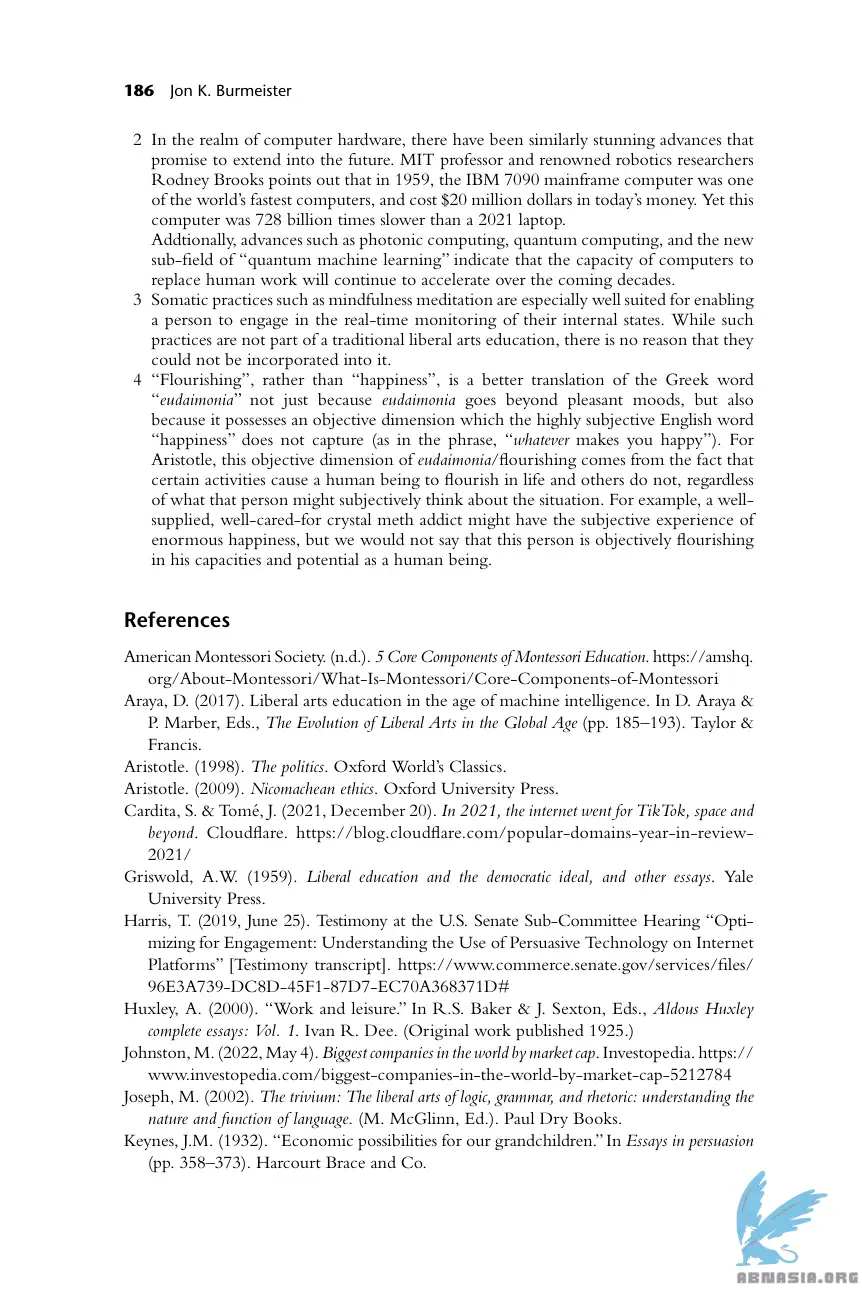 186 Jon K. Burmeister
2 In the realm of computer hardware, there have been similarly stunning advances that
promise to extend into the future. MIT professor and renowned robotics researchers
Rodney Brooks points out that in 1959, the IBM 7090 mainframe computer was one
of the world's fastest computers, and cost $20 million dollars in today's money. Yet this
computer was 728 billion times slower than a 2021 laptop.
Addtionally, advances such as photonic computing, quantum computing, and the new
sub-field of “quantum machine learning” indicate that the capacity of computers to
replace human work will continue to accelerate over the coming decades.
3 Somatic practices such as mindfulness meditation are especially well suited for enabling
a person to engage in the real-time monitoring of their internal states. While such
practices are not part of a traditional liberal arts education, there is no reason that they
could not be incorporated into it.
4 “Flourishing”, rather than “happiness”, is a better translation of the Greek word
“eudaimonia” not just because eudaimonia goes beyond pleasant moods, but also
because it possesses an objective dimension which the highly subjective English word
“happiness” does not capture (as in the phrase, “whatever makes you happy”). For
Aristotle, this objective dimension of eudaimonia/flourishing comes from the fact that
certain activities cause a human being to flourish in life and others do not, regardless
of what that person might subjectively think about the situation. For example, a well-
supplied, well-cared-for crystal meth addict might have the subjective experience of
enormous happiness, but we would not say that this person is objectively flourishing
in his capacities and potential as a human being.
References
American Montessori Society. (n.d.). 5 Core Components of Montessori Education. https://amshq.
org/About-Montessori/What-Is-Montessori/Core-Components-of-Montessori
Araya, D. (2017). Liberal arts education in the age of machine intelligence. In D. Araya &
P. Marber, Eds., The Evolution of Liberal Arts in the Global Age (pp. 185–193). Taylor &
Francis.
Aristotle. (1998). The politics. Oxford World's Classics.
Aristotle. (2009). Nicomachean ethics. Oxford University Press.
Cardita, S. & Tomé, J. (2021, December 20). In 2021, the internet went for TikTok, space and
beyond. Cloudflare. https://blog.cloudflare.com/popular-domains-year-in-review-
2021/
Griswold, A.W. (1959). Liberal education and the democratic ideal, and other essays. Yale
University Press.
Harris, T. (2019, June 25). Testimony at the U.S. Senate Sub-Committee Hearing “Opti-
mizing for Engagement: Understanding the Use of Persuasive Technology on Internet
Platforms” [Testimony transcript]. https://www.commerce.senate.gov/services/files/
96E3A739-DC8D-45F1-87D7-EC70A368371D#
Huxley, A. (2000). “Work and leisure.” In R.S. Baker & J. Sexton, Eds., Aldous Huxley
complete essays: Vol. 1. Ivan R. Dee. (Original work published 1925.)
Johnston, M. (2022, May 4). Biggest companies in the world by market cap. Investopedia. https://
www.investopedia.com/biggest-companies-in-the-world-by-market-cap-5212784
Joseph, M. (2002). The trivium: The liberal arts of logic, grammar, and rhetoric: understanding the
nature and function of language. (M. McGlinn, Ed.). Paul Dry Books.
Keynes, J.M. (1932). “Economic possibilities for our grandchildren.” In Essays in persuasion
(pp. 358–373). Harcourt Brace and Co.
ABNASIA.ORG